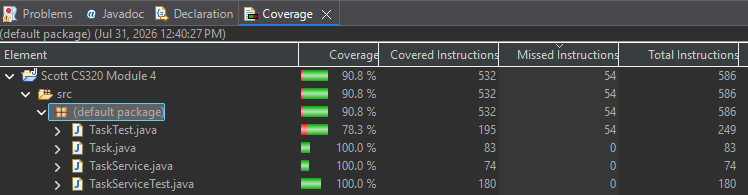 Problems Javadoc Declaration Coverage
(default package) (Jul 31, 2026 12:40:27 PM)
Element Coverage Covered Instructions Missed Instructions Total Instructions
Scott CS320 Module 4 90.8 % 532 54 586
src 90.8 % 532 54 586
(default package) 90.8 % 532 54 586
TaskTest.java 78.3 % 195 54 249
Task.java 100.0 % 83 0 83
TaskService.java 100.0 % 74 0 74
TaskServiceTest.java 100.0 % 180 0 180